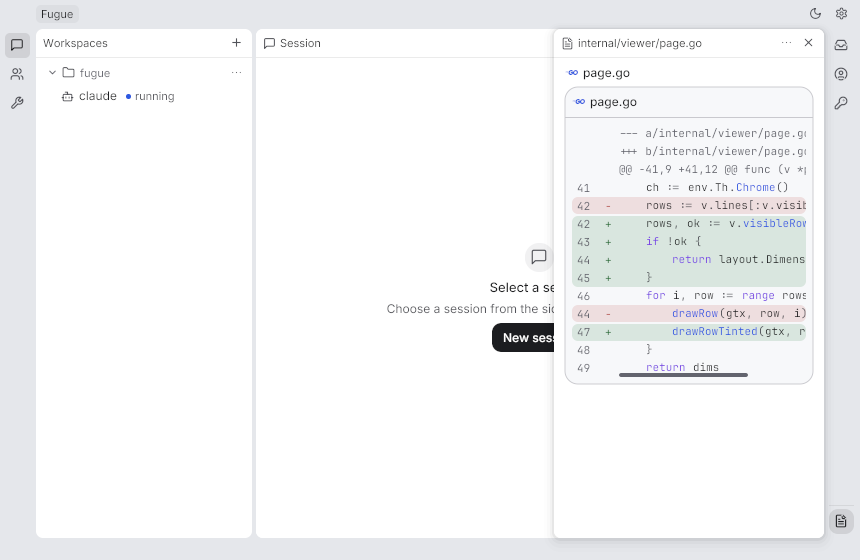 Fugue
Workspaces
Session
internal/viewer/page.go
fugue
claude
running
Select a se
Choose a session from the sid
New sess
page.go
page.go
--- a/internal/viewer/page.go
+++ b/internal/viewer/page.go
@@ -41,9 +41,12 @@ func (v *p
41 ch := env.Th.Chrome()
42 - rows := v.lines[:v.visib
42 + rows, ok := v.visibleRow
43 + if !ok {
44 + return layout.Dimens
45 + }
46 for i, row := range rows
44 - drawRow(gtx, row, i)
47 + drawRowTinted(gtx, r
48 }
49 return dims